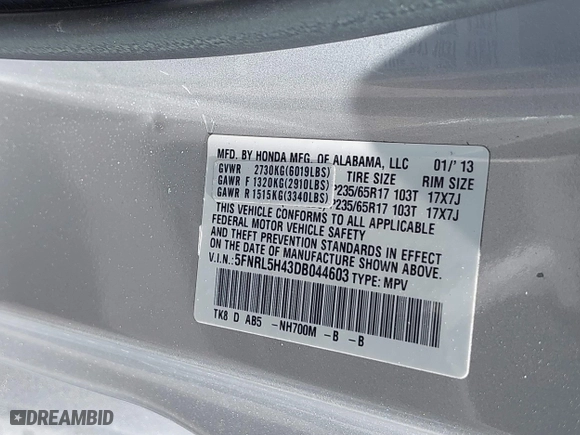 MFD. BY HONDA MFG. OF ALABAMA, LLC 01/'13
GVWR 2730KG(6019LBS) TIRE SIZE RIM SIZE
GAWR F 1320KG(2910LBS) P235/65R17 103T 17X7J
GAWR R 1515KG(3340LBS) P235/65R17 103T 17X7J
THIS VEHICLE CONFORMS TO ALL APPLICABLE
FEDERAL MOTOR VEHICLE SAFETY
AND THEFT PREVENTION STANDARDS IN EFFECT
ON THE DATE OF MANUFACTURE SHOWN ABOVE.
V.I.N.: 5FNRL5H43DB044603 TYPE: MPV
TK8 D AB5 -NH700M -B -B
DREAMBID